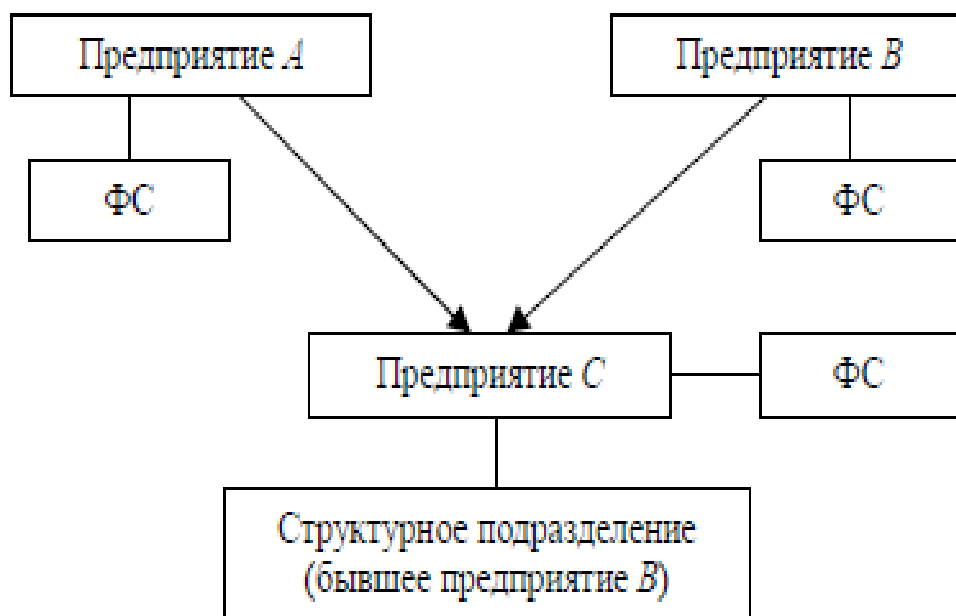 Предприятие A
Предприятие B
ФС
ФС
Предприятие C
ФС
Структурное подразделение
(бывшее предприятие B)